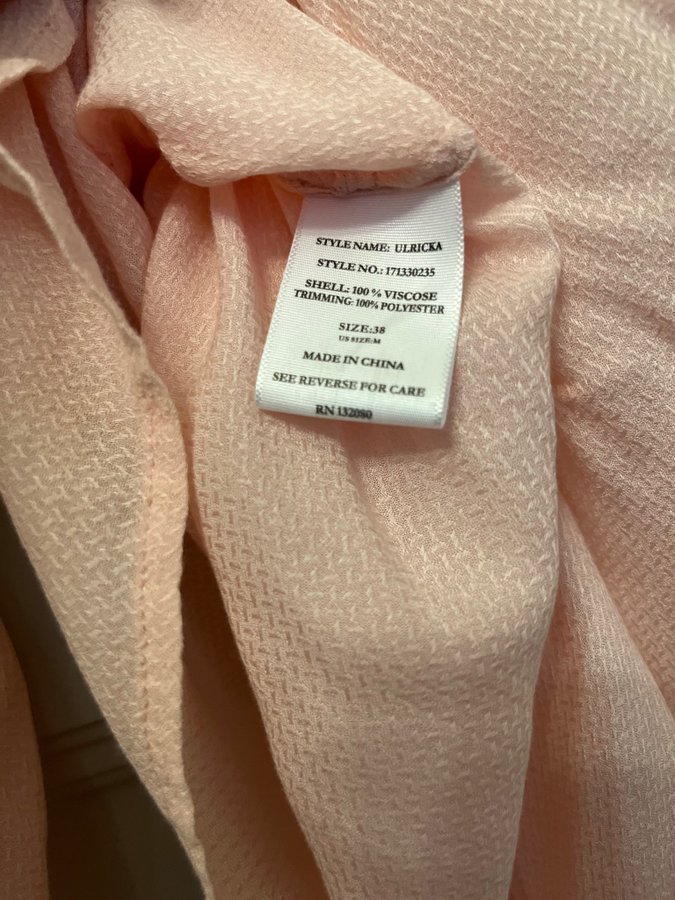 STYLE NAME: ULRICKA
STYLE NO.: 171330235
SHELL: 100 % VISCOSE
TRIMMING: 100% POLYESTER
SIZE:38
US SIZE:M
MADE IN CHINA
SEE REVERSE FOR CARE
RN 132080